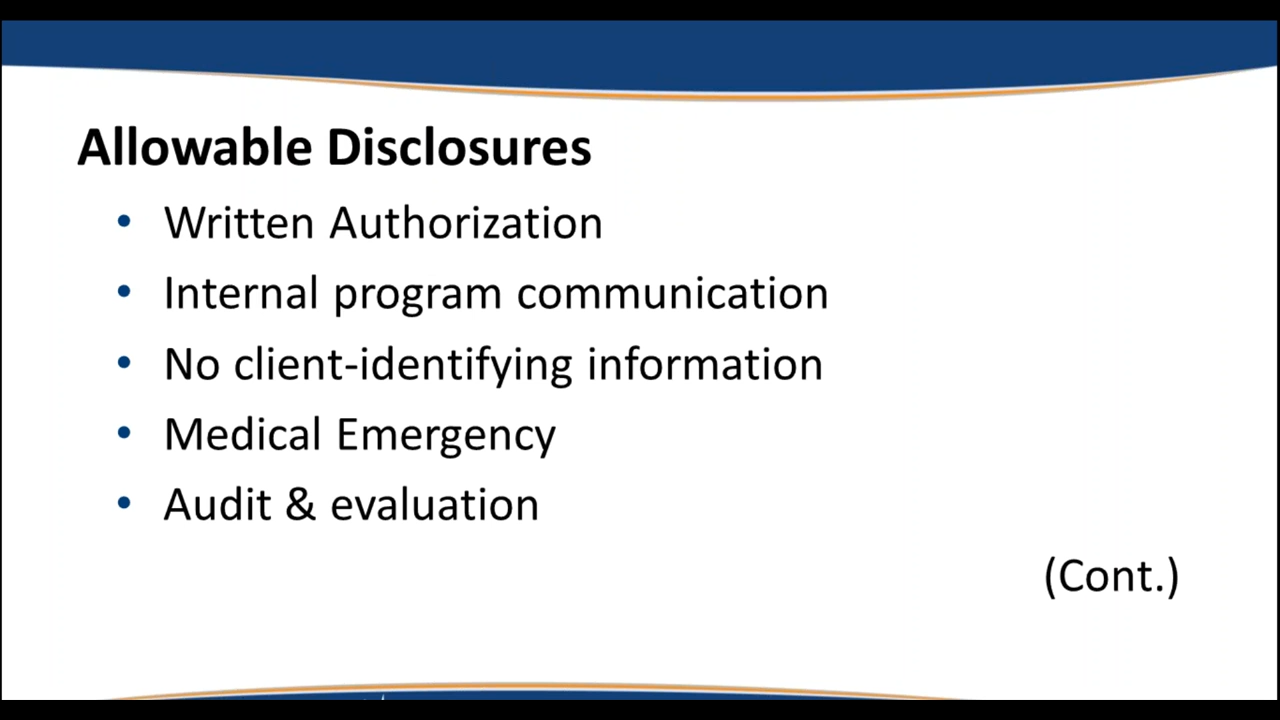 Allowable Disclosures
• Written Authorization
• Internal program communication
• No client-identifying information
• Medical Emergency
• Audit & evaluation
(Cont.)